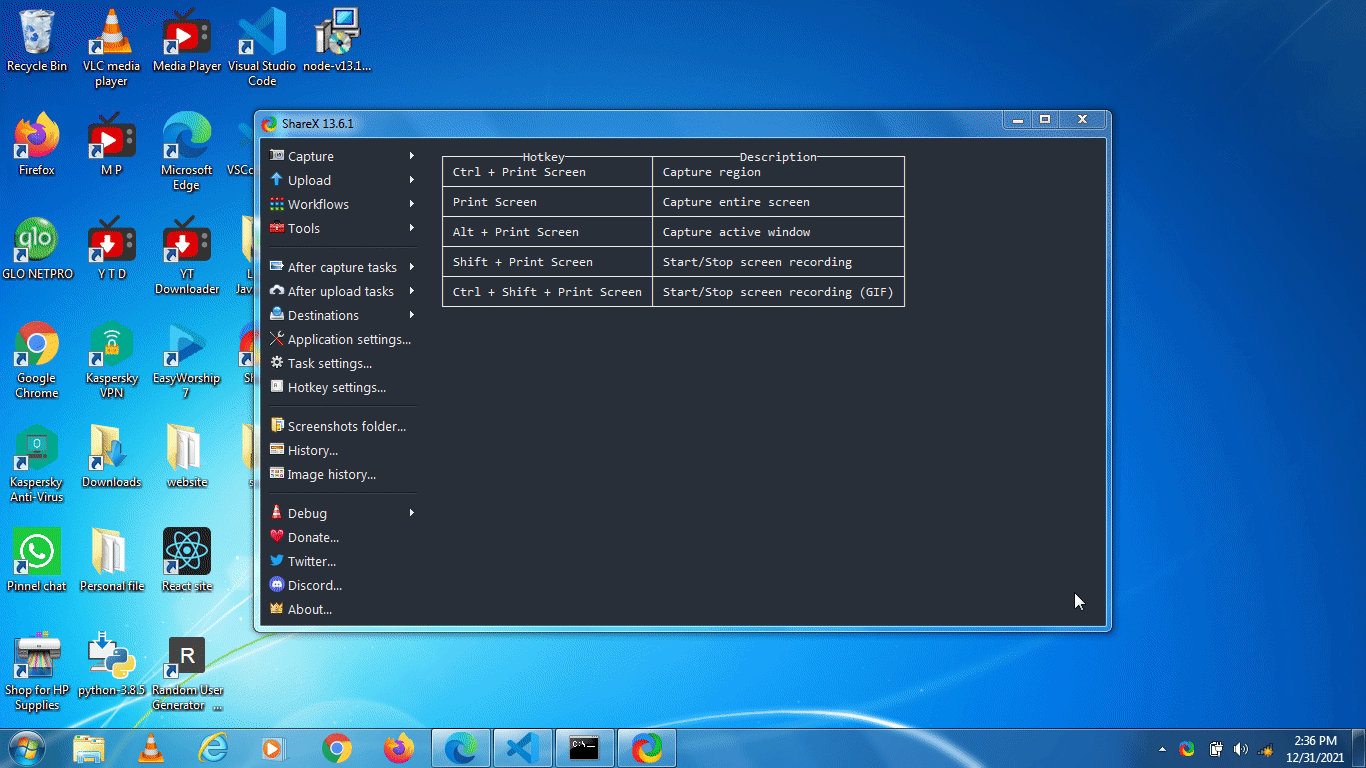 Recycle Bin
VLC media
player
Media Player
Visual Studio
Code
node-v13.1...
Firefox
M P
Microsoft
Edge
GLO NETPRO
Y T D
YT
Downloader
Google
Chrome
Kaspersky
VPN
EasyWorship
7
Kaspersky
Anti-Virus
Downloads
website
Pinnel chat
Personal file
React site
Shop for HP
Supplies
python-3.8.5
R
Random User
Generator ...
glo
ShareX 13.6.1
Capture
Upload
Workflows
Tools
After capture tasks
After upload tasks
Destinations
Application settings...
Task settings...
Hotkey settings...
Screenshots folder...
History...
Image history...
Debug
Donate...
Twitter...
Discord...
About...
Hotkey Description
Ctrl + Print Screen Capture region
Print Screen Capture entire screen
Alt + Print Screen Capture active window
Shift + Print Screen Start/Stop screen recording
Ctrl + Shift + Print Screen Start/Stop screen recording (GIF)
C:\_
2:36 PM
12/31/2021